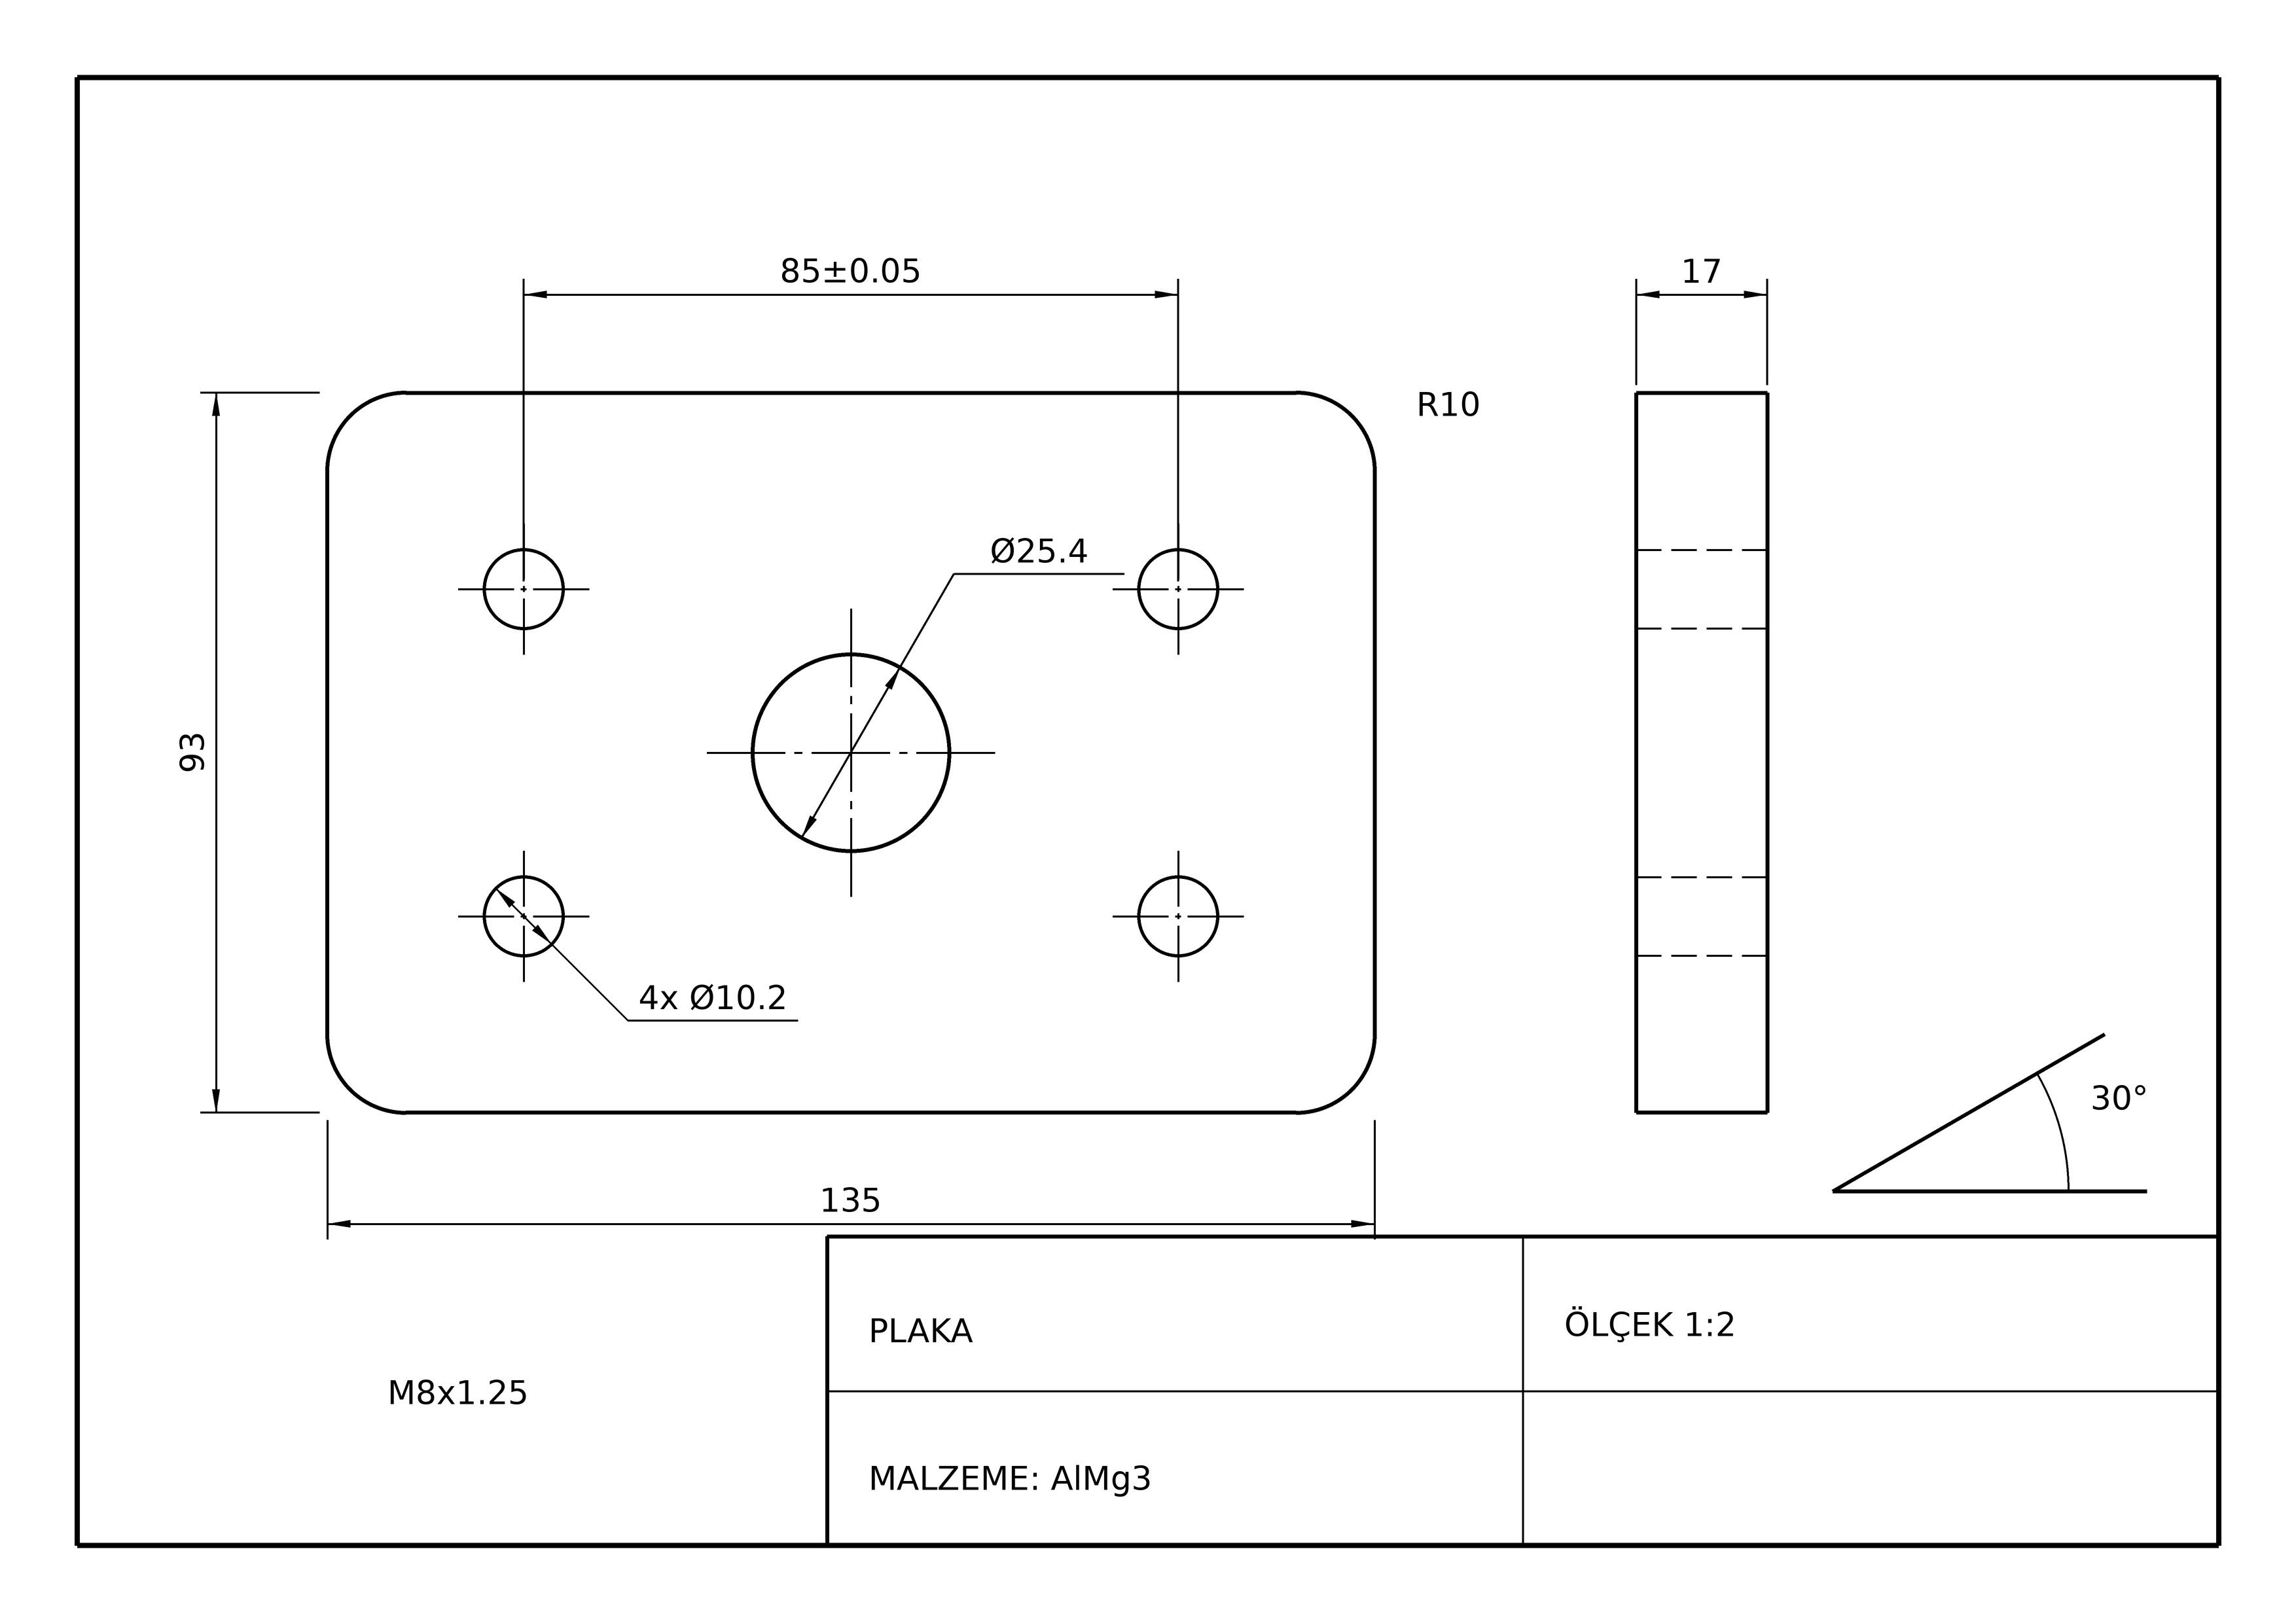 85±0.05
17
R10
Ø25.4
93
4x Ø10.2
30°
135
PLAKA
ÖLÇEK 1:2
M8x1.25
MALZEME: AlMg3